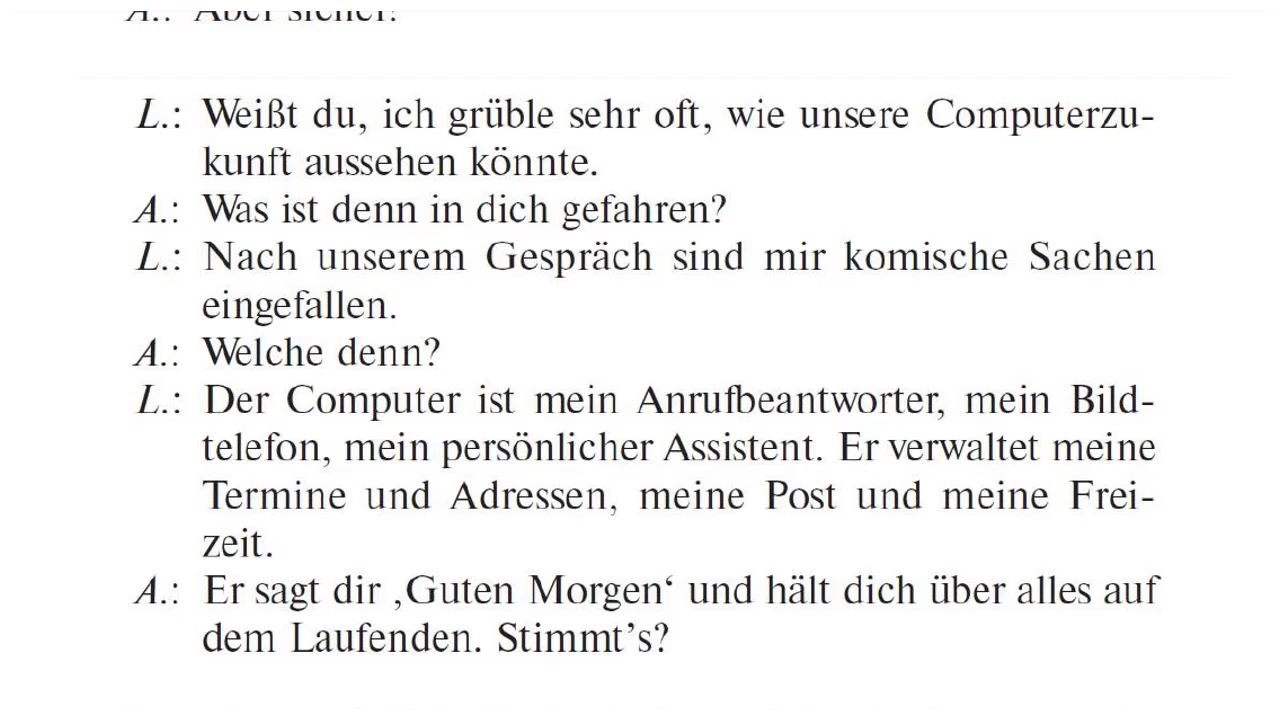 A.: Aber sicher!
L.: Weißt du, ich grüble sehr oft, wie unsere Computerzu-
kunft aussehen könnte.
A.: Was ist denn in dich gefahren?
L.: Nach unserem Gespräch sind mir komische Sachen
eingefallen.
A.: Welche denn?
L.: Der Computer ist mein Anrufbeantworter, mein Bild-
telefon, mein persönlicher Assistent. Er verwaltet meine
Termine und Adressen, meine Post und meine Frei-
zeit.
A.: Er sagt dir ‚Guten Morgen‘ und hält dich über alles auf
dem Laufenden. Stimmt’s?